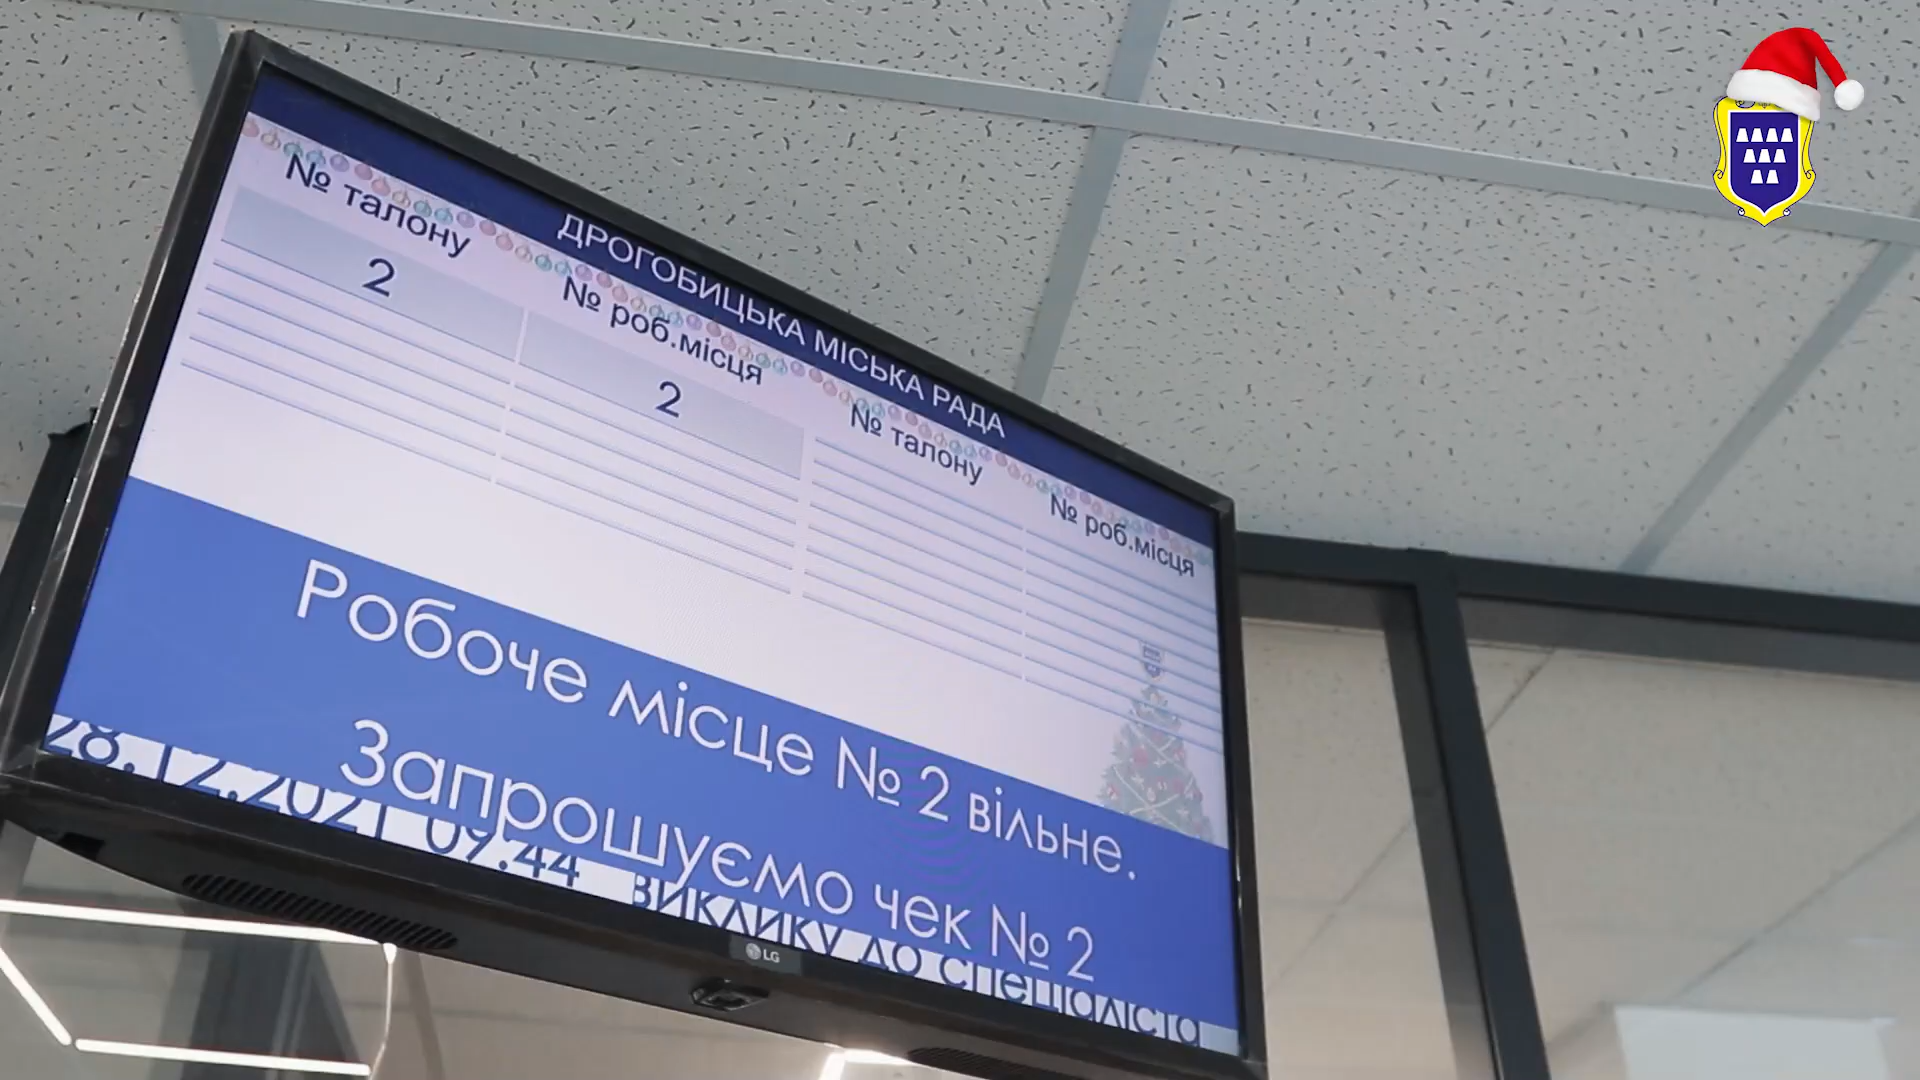 ДРОГОБИЦЬКА МІСЬКА РАДА
№ талону № роб.місця № талону № роб.місця
2 2
Робоче місце № 2 вільне.
Запрошуємо чек № 2
28.12.2021 09:44 виклику до спеціаліста
LG